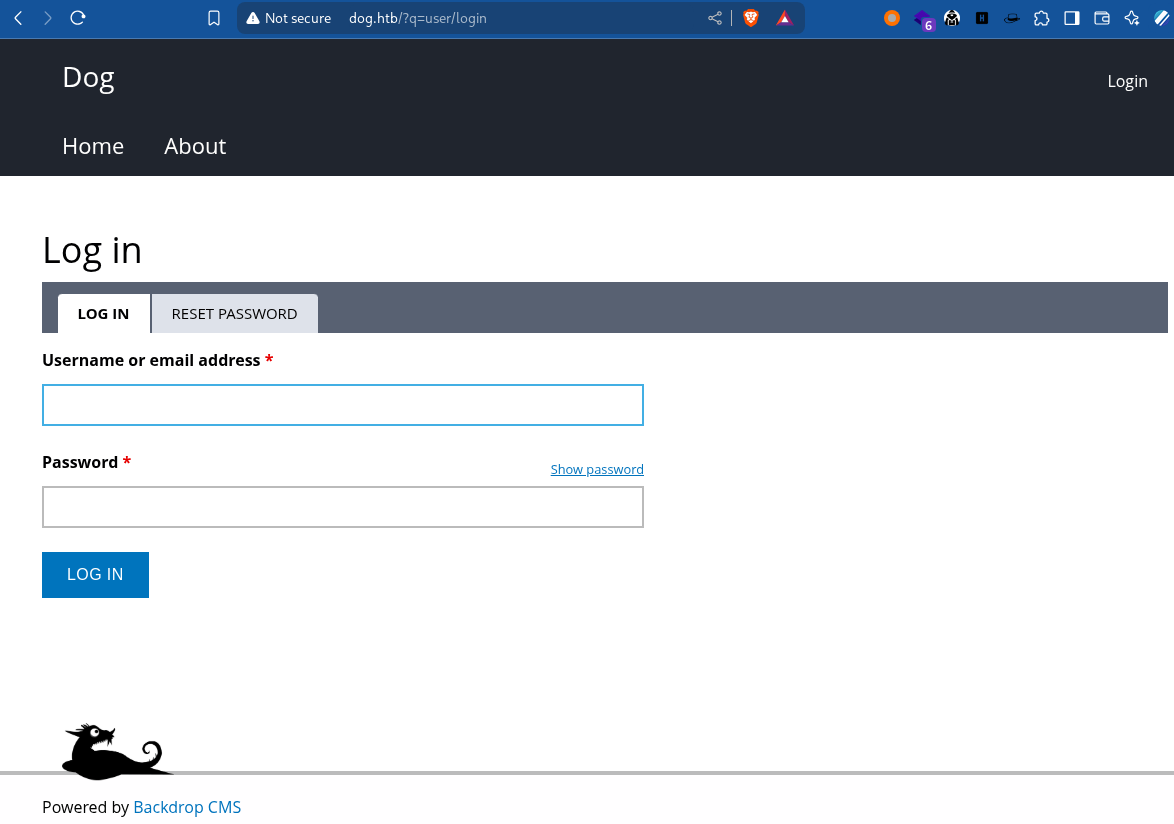 Not secure dog.htb/?q=user/login
6
Dog
Login
Home About
Log in
LOG IN RESET PASSWORD
Username or email address *
Password *
Show password
LOG IN
Powered by Backdrop CMS